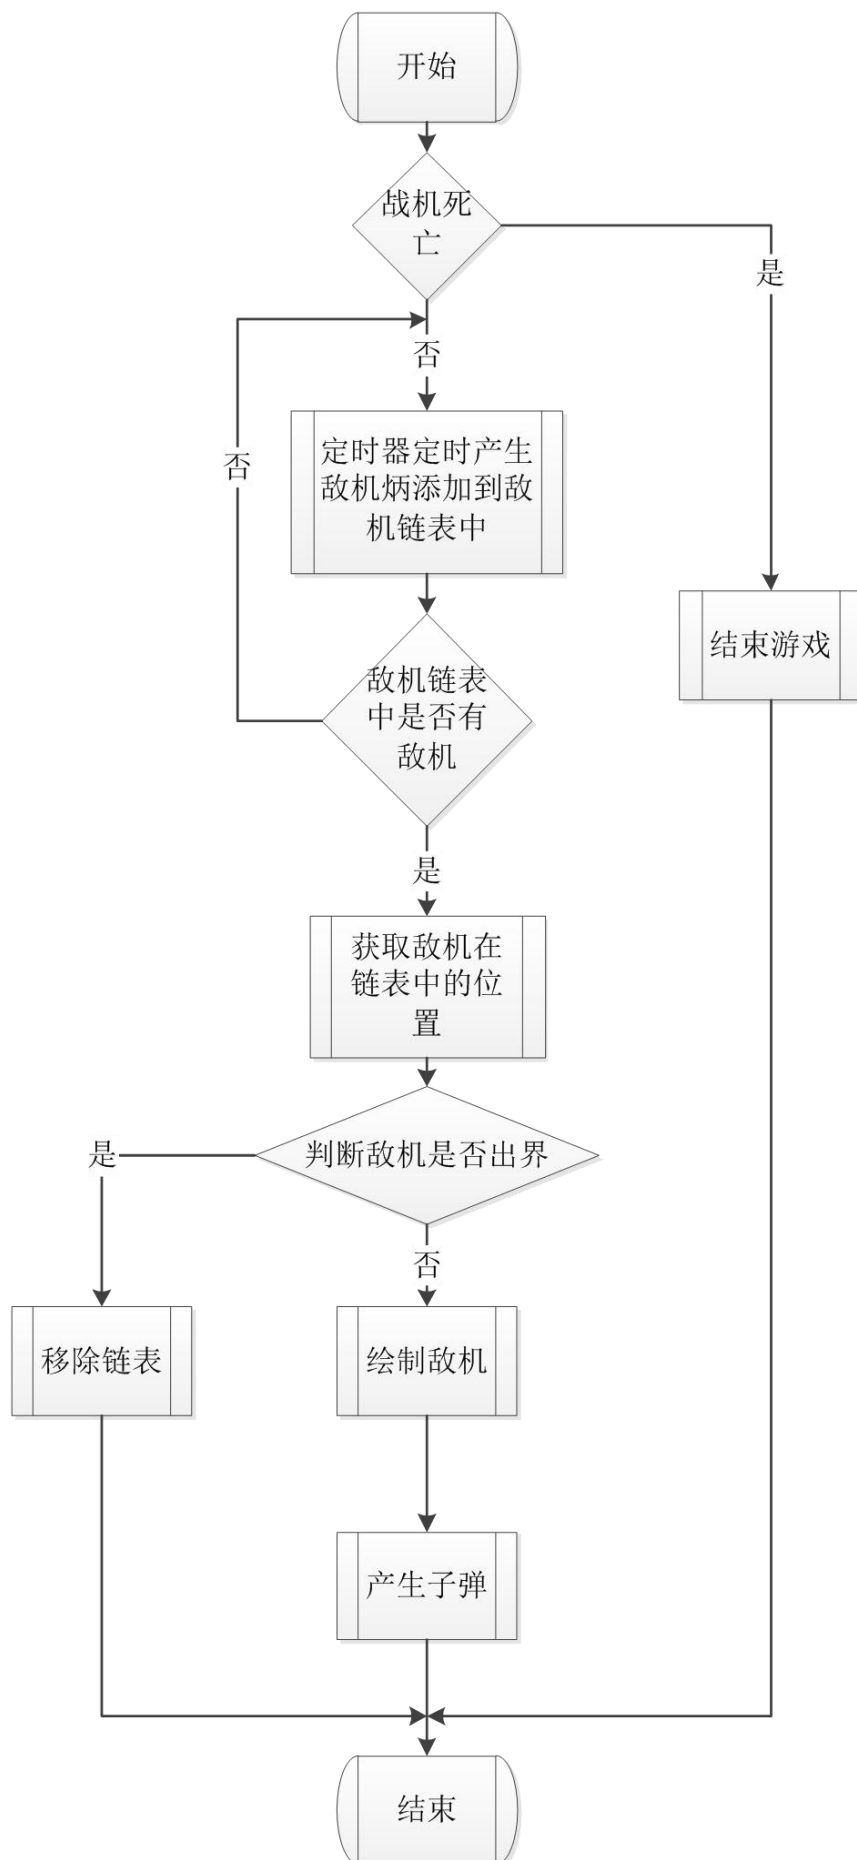 开始
战机死
亡
是
否
否
定时器定时产生
敌机炳添加到敌
机链表中
结束游戏
敌机链表
中是否有
敌机
是
获取敌机在
链表中的位
置
是
判断敌机是否出界
否
移除链表
绘制敌机
产生子弹
结束